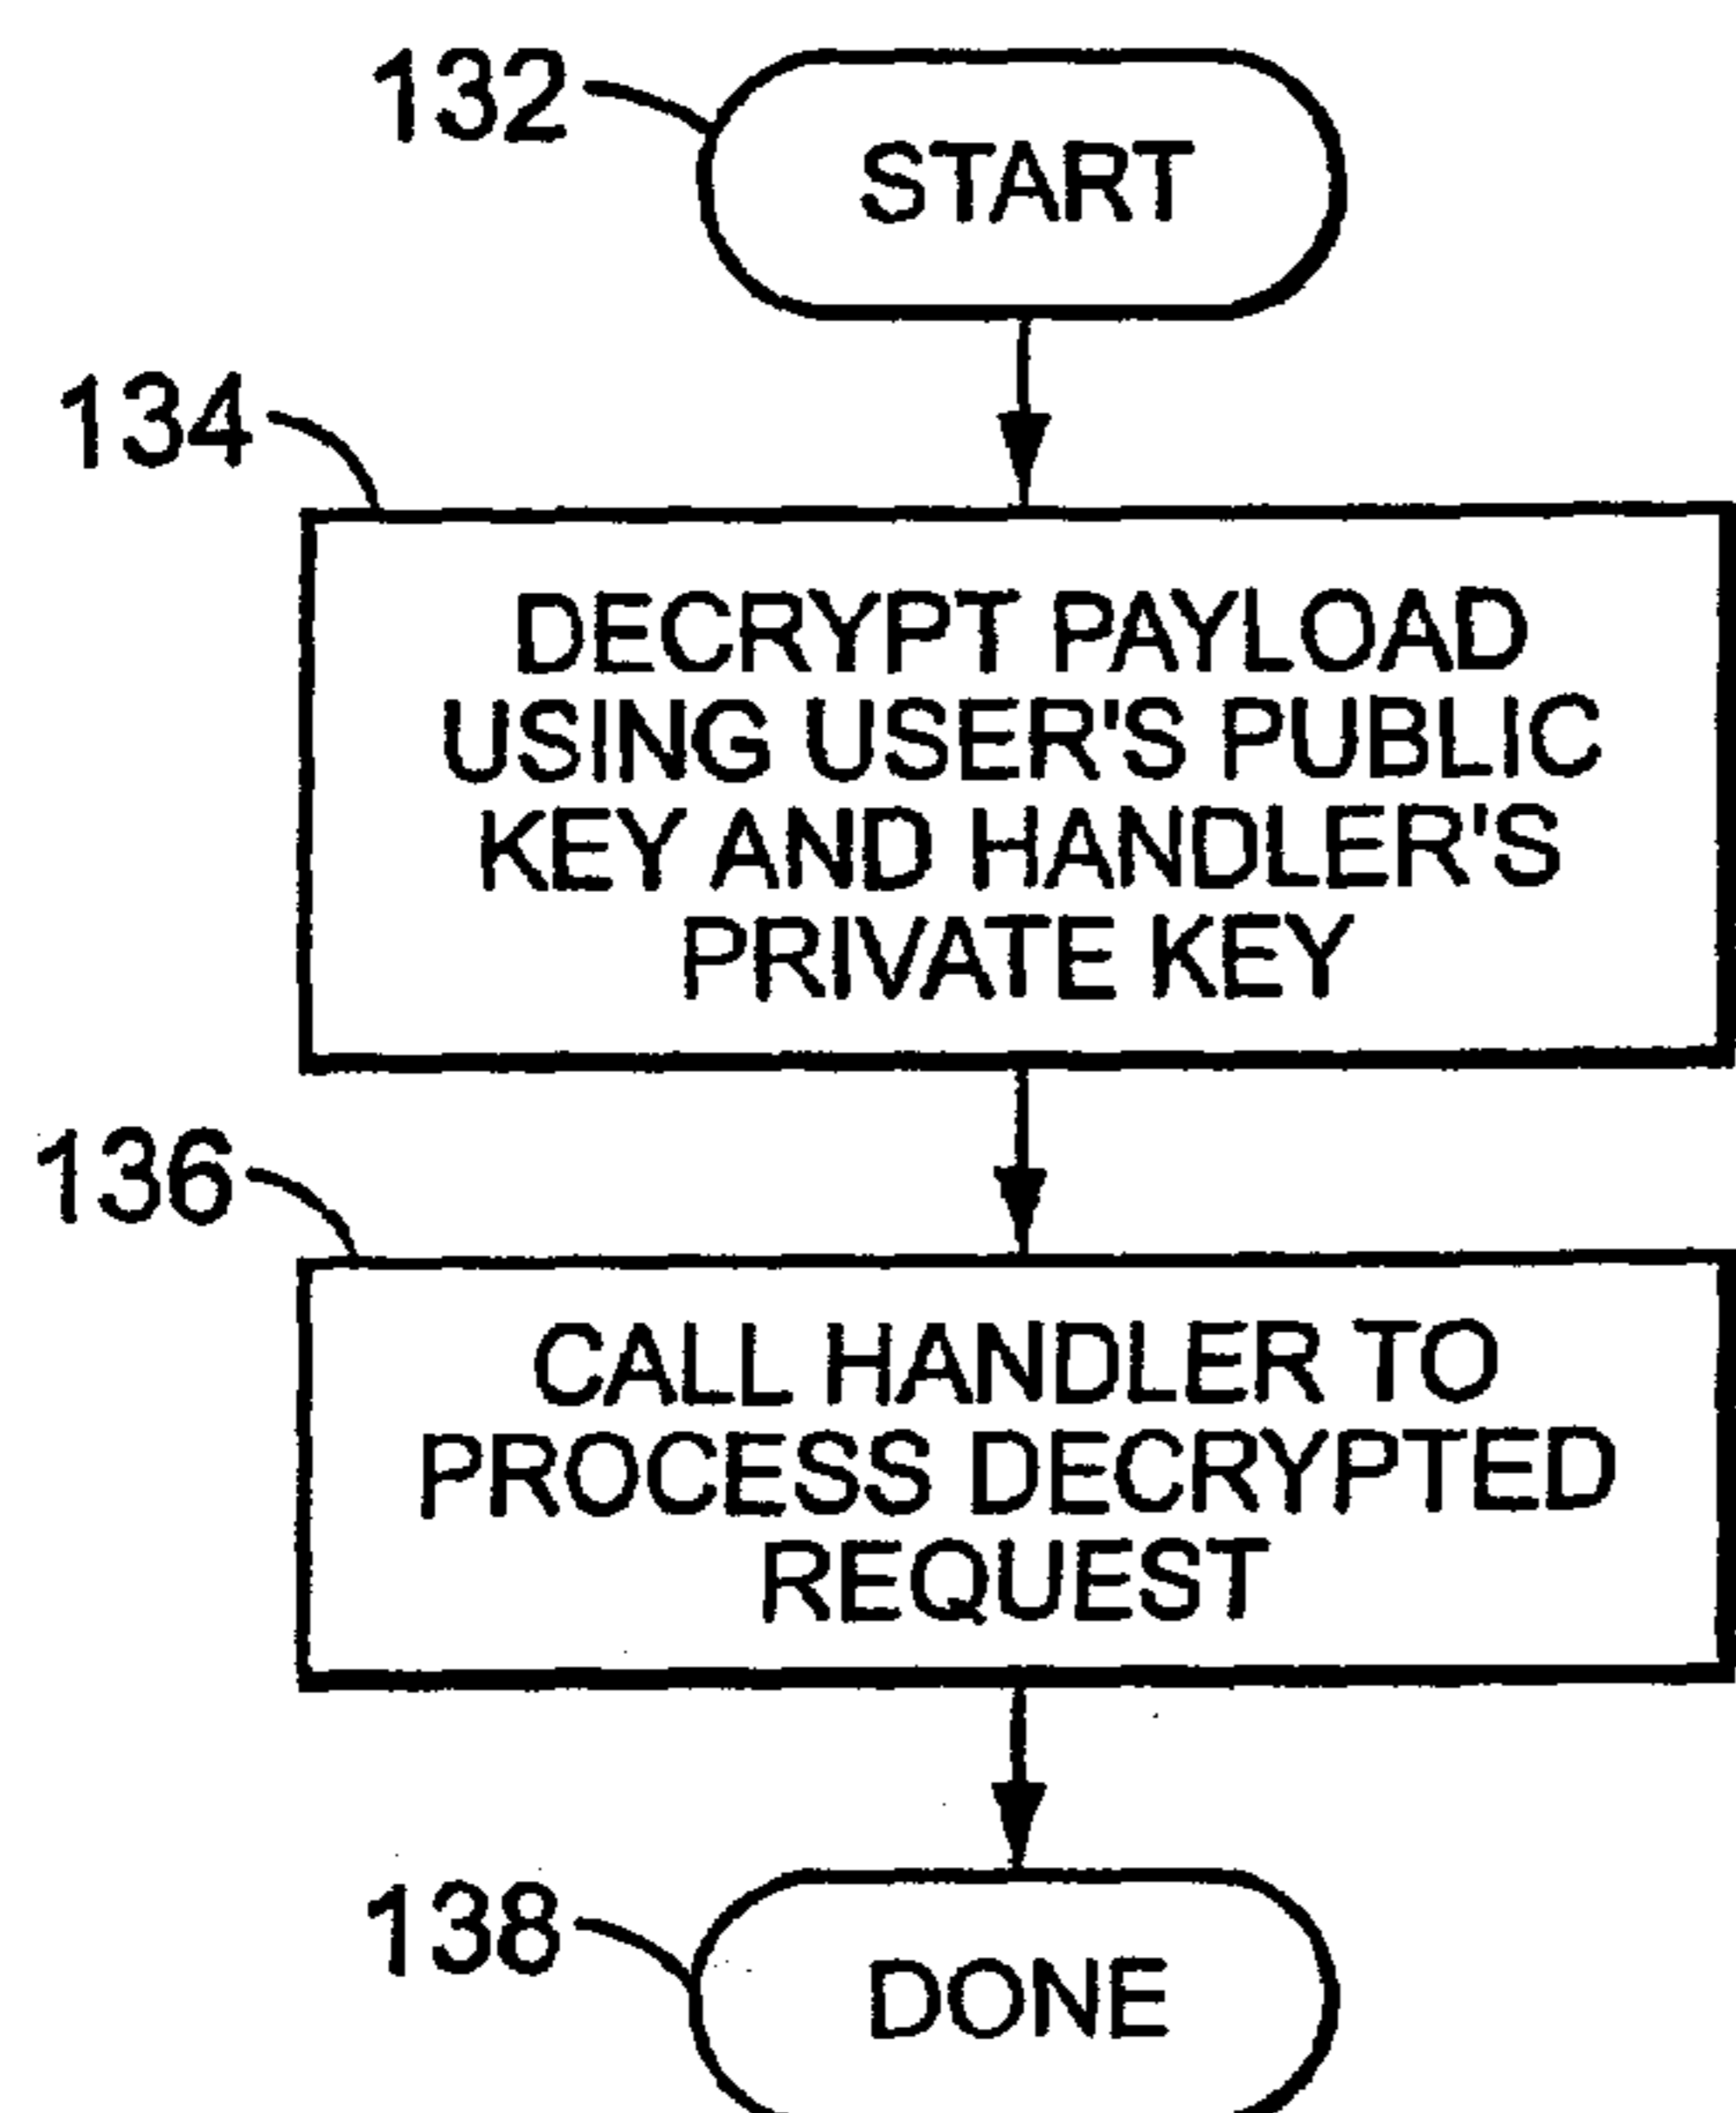 132
START
134
DECRYPT PAYLOAD
USING USER'S PUBLIC
KEY AND HANDLER'S
PRIVATE KEY
136
CALL HANDLER TO
PROCESS DECRYPTED
REQUEST
138
DONE